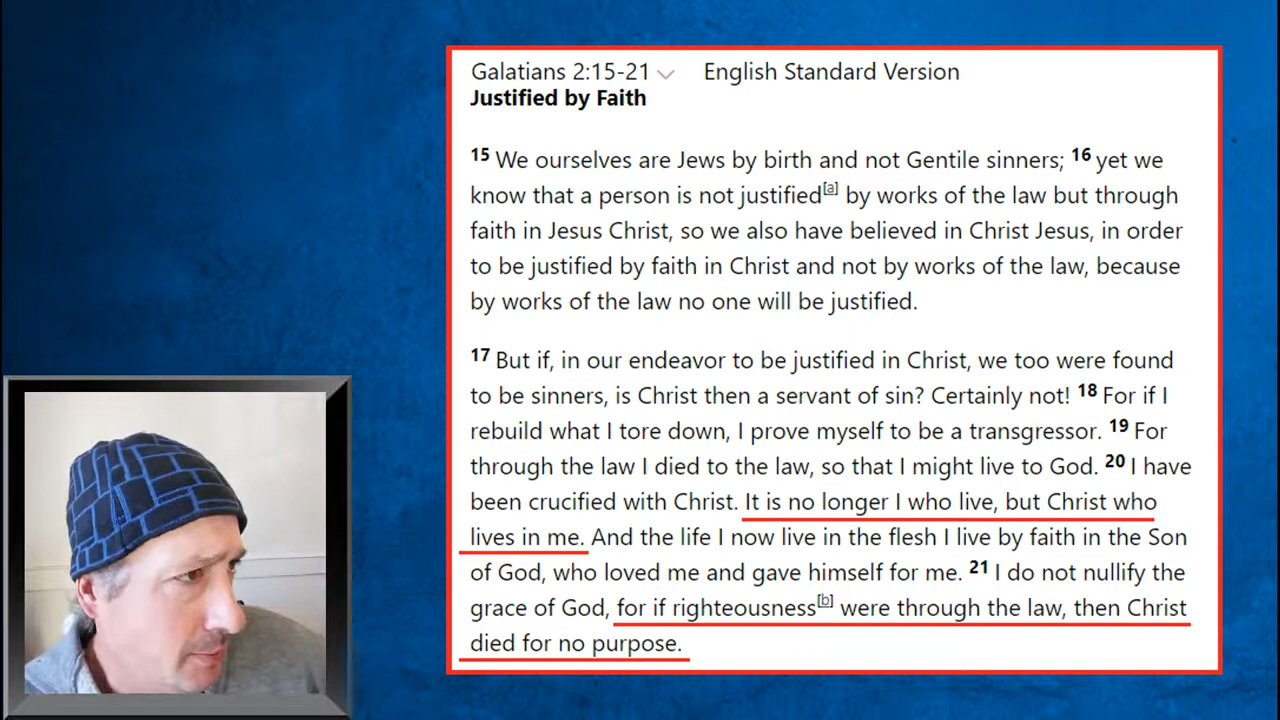 Galatians 2:15-21 English Standard Version
Justified by Faith
15 We ourselves are Jews by birth and not Gentile sinners; 16 yet we
know that a person is not justified[a] by works of the law but through
faith in Jesus Christ, so we also have believed in Christ Jesus, in order
to be justified by faith in Christ and not by works of the law, because
by works of the law no one will be justified.
17 But if, in our endeavor to be justified in Christ, we too were found
to be sinners, is Christ then a servant of sin? Certainly not! 18 For if I
rebuild what I tore down, I prove myself to be a transgressor. 19 For
through the law I died to the law, so that I might live to God. 20 I have
been crucified with Christ. It is no longer I who live, but Christ who
lives in me. And the life I now live in the flesh I live by faith in the Son
of God, who loved me and gave himself for me. 21 I do not nullify the
grace of God, for if righteousness[b] were through the law, then Christ
died for no purpose.